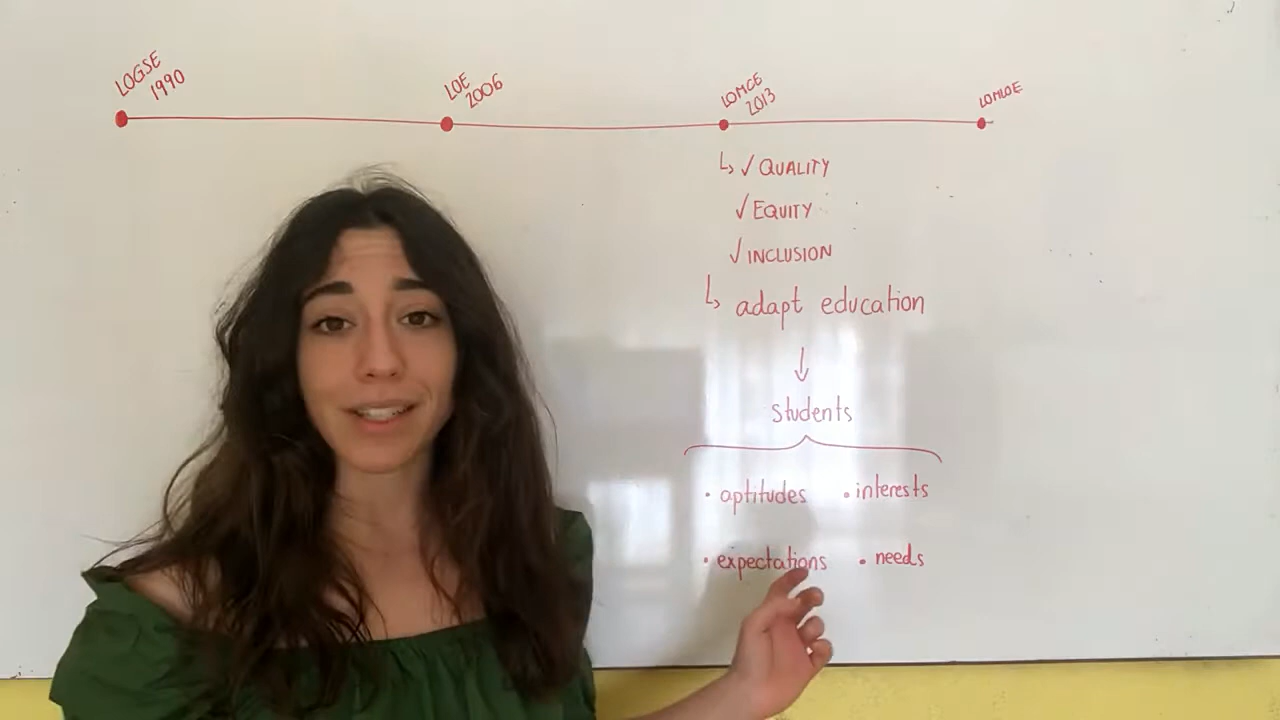 LOGSE
1990
LOE
2006
LOMCE
2013
LOMLOE
↳ ✓ QUALITY
✓ EQUITY
✓ INCLUSION
↳ adapt education
↓
students
• aptitudes • interests
• expectations • needs